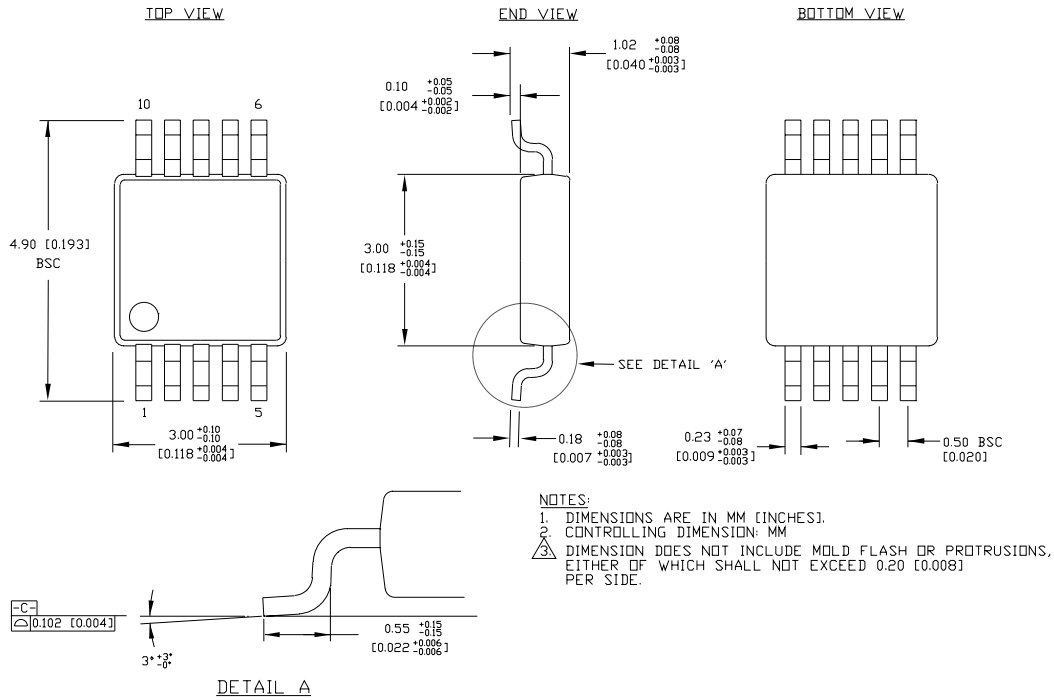 TOP VIEW
END VIEW
BOTTOM VIEW
1.02 +0.08 -0.08
[0.040 +0.003 -0.003]
0.10 +0.05 -0.05
[0.004 +0.002 -0.002]
10
6
4.90 [0.193]
BSC
3.00 +0.15 -0.15
[0.118 +0.004 -0.004]
SEE DETAIL 'A'
1
5
3.00 +0.10 -0.10
[0.118 +0.004 -0.004]
0.18 +0.08 -0.08
[0.007 +0.003 -0.003]
0.23 +0.07 -0.08
[0.009 +0.003 -0.003]
0.50 BSC
[0.020]
NOTES:
1. DIMENSIONS ARE IN MM [INCHES].
2. CONTROLLING DIMENSION: MM
3. DIMENSION DOES NOT INCLUDE MOLD FLASH OR PROTRUSIONS,
EITHER OF WHICH SHALL NOT EXCEED 0.20 [0.008]
PER SIDE.
-C-
0.102 [0.004]
0.55 +0.15 -0.15
[0.022 +0.006 -0.006]
3° +3° -0°
DETAIL A